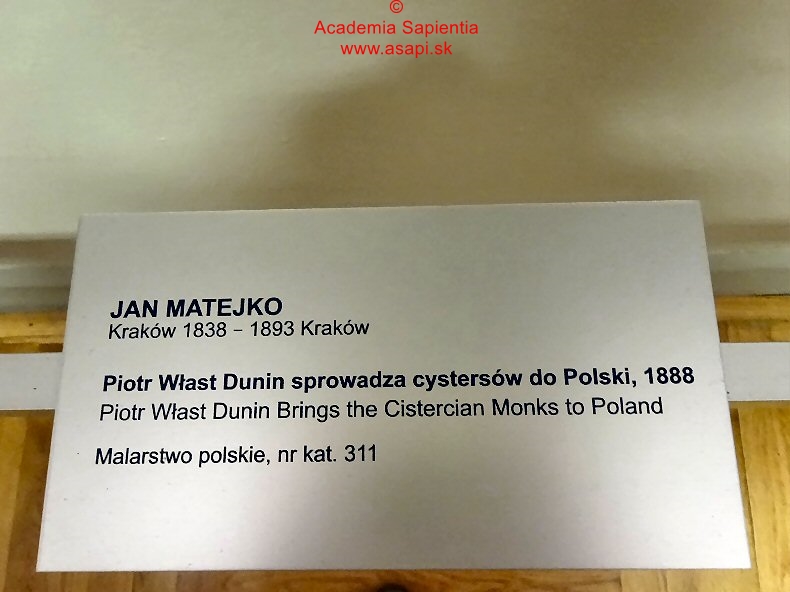 ©
Academia Sapientia
www.asapi.sk
JAN MATEJKO
Kraków 1838 – 1893 Kraków
Piotr Włast Dunin sprowadza cystersów do Polski, 1888
Piotr Włast Dunin Brings the Cistercian Monks to Poland
Malarstwo polskie, nr kat. 311